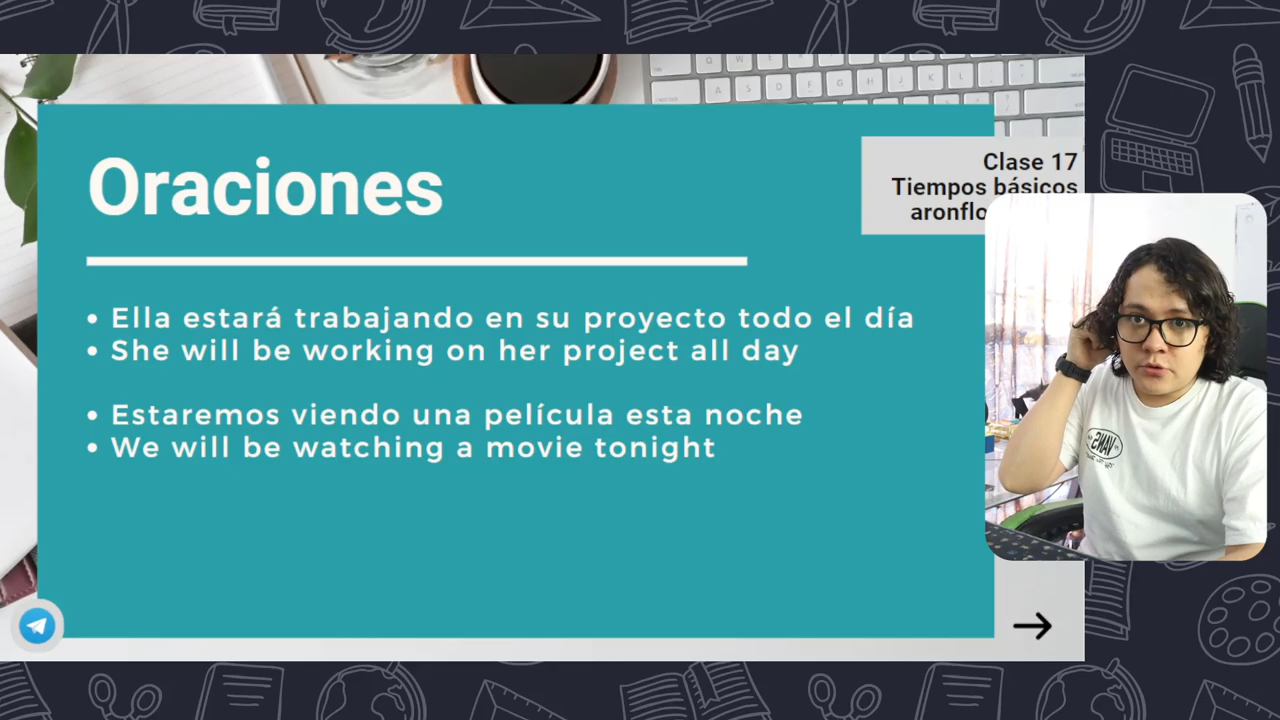 Oraciones
Clase 17
Tiempos básicos
• Ella estará trabajando en su proyecto todo el día
• She will be working on her project all day
• Estaremos viendo una película esta noche
• We will be watching a movie tonight